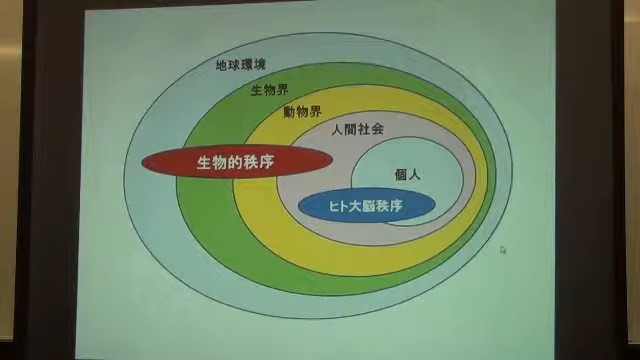 地球環境
生物界
動物界
人間社会
生物的秩序
個人
ヒト大脳秩序